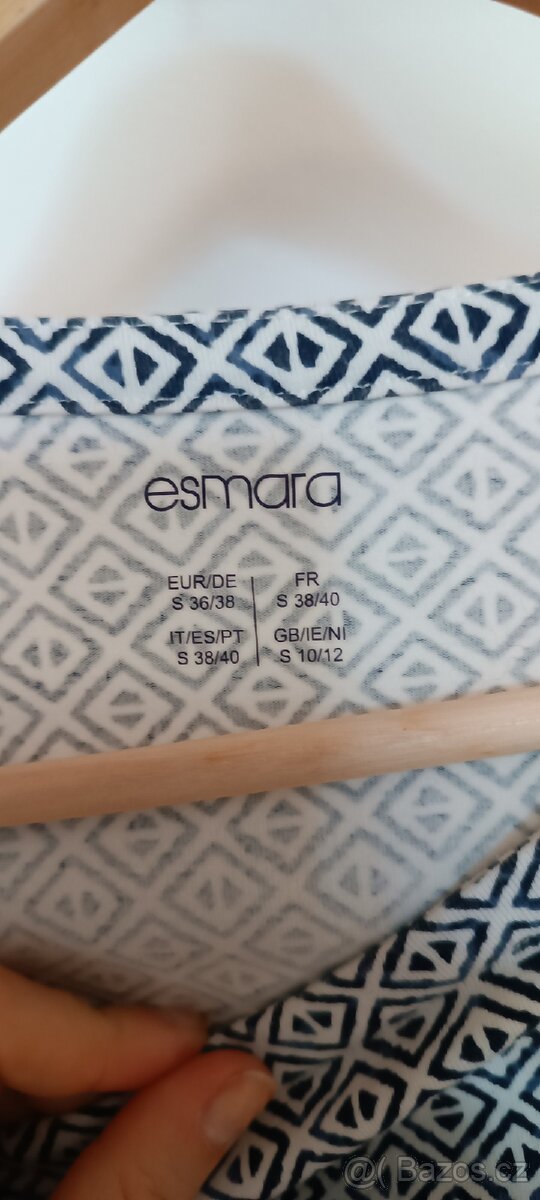 esmara
EUR/DE
S 36/38
FR
S 38/40
IT/ES/PT
S 38/40
GB/IE/NI
S 10/12
@( Bazos.cz